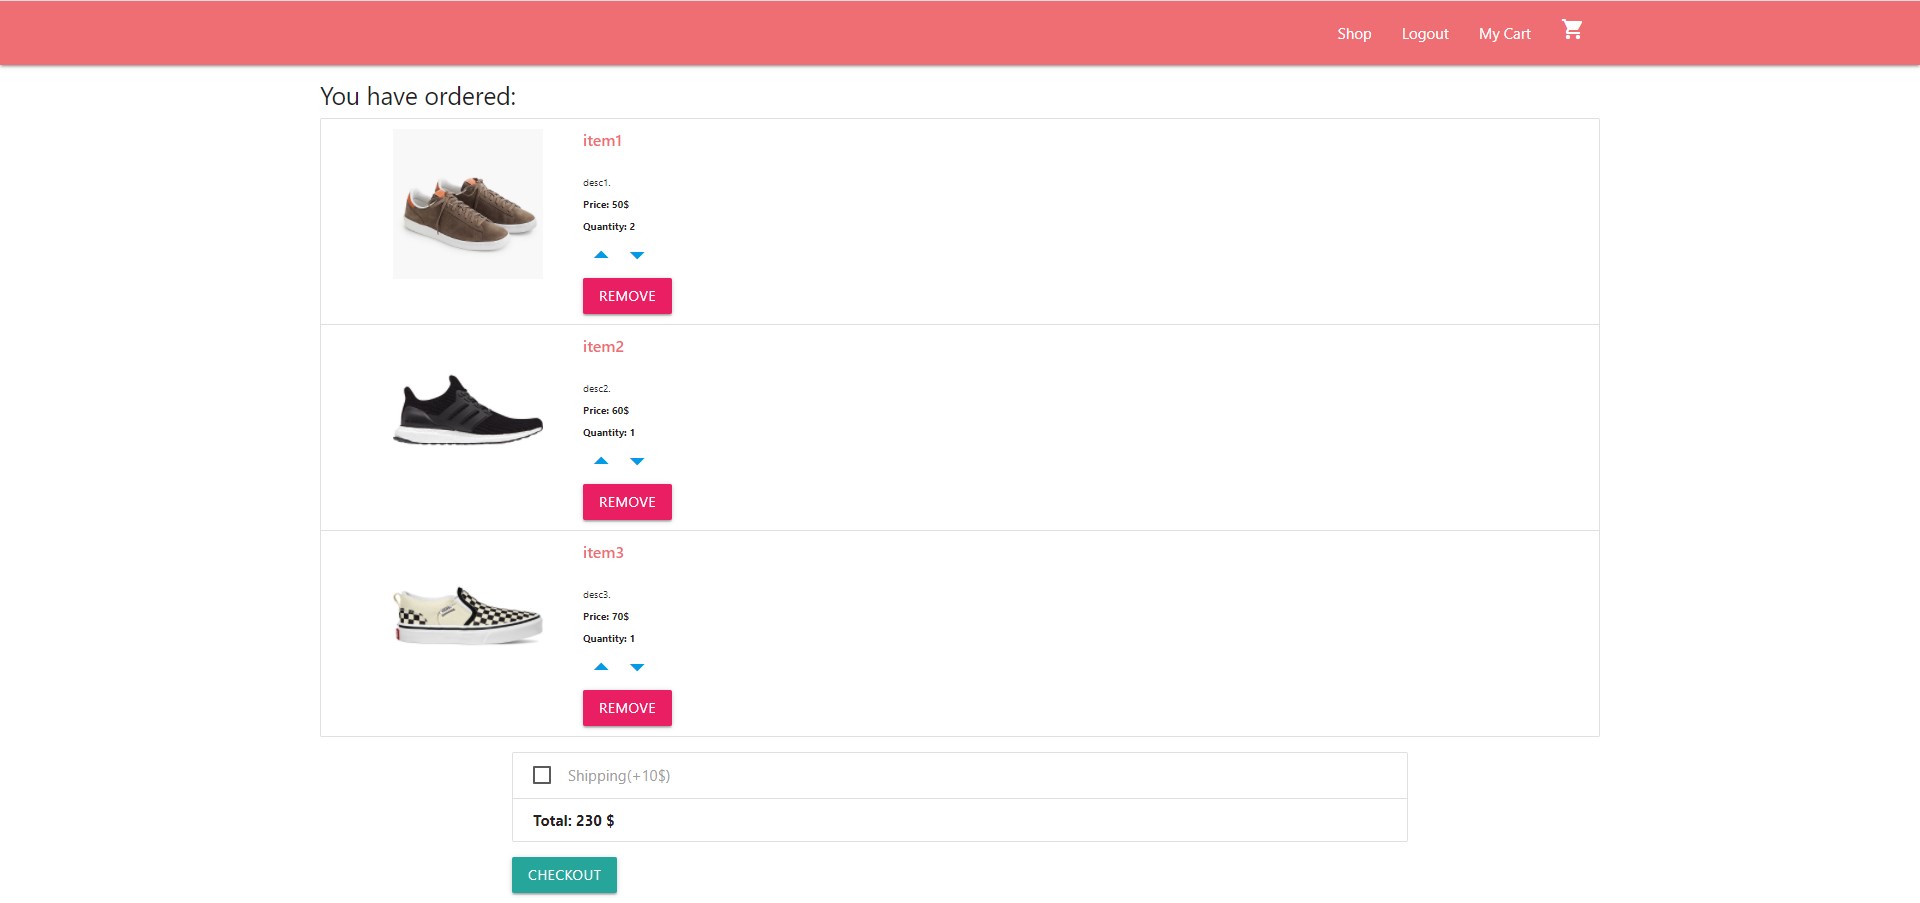 Shop Logout My Cart
You have ordered:
item1
desc1.
Price: 50$
Quantity: 2
REMOVE
item2
desc2.
Price: 60$
Quantity: 1
REMOVE
item3
desc3.
Price: 70$
Quantity: 1
REMOVE
Shipping(+10$)
Total: 230 $
CHECKOUT